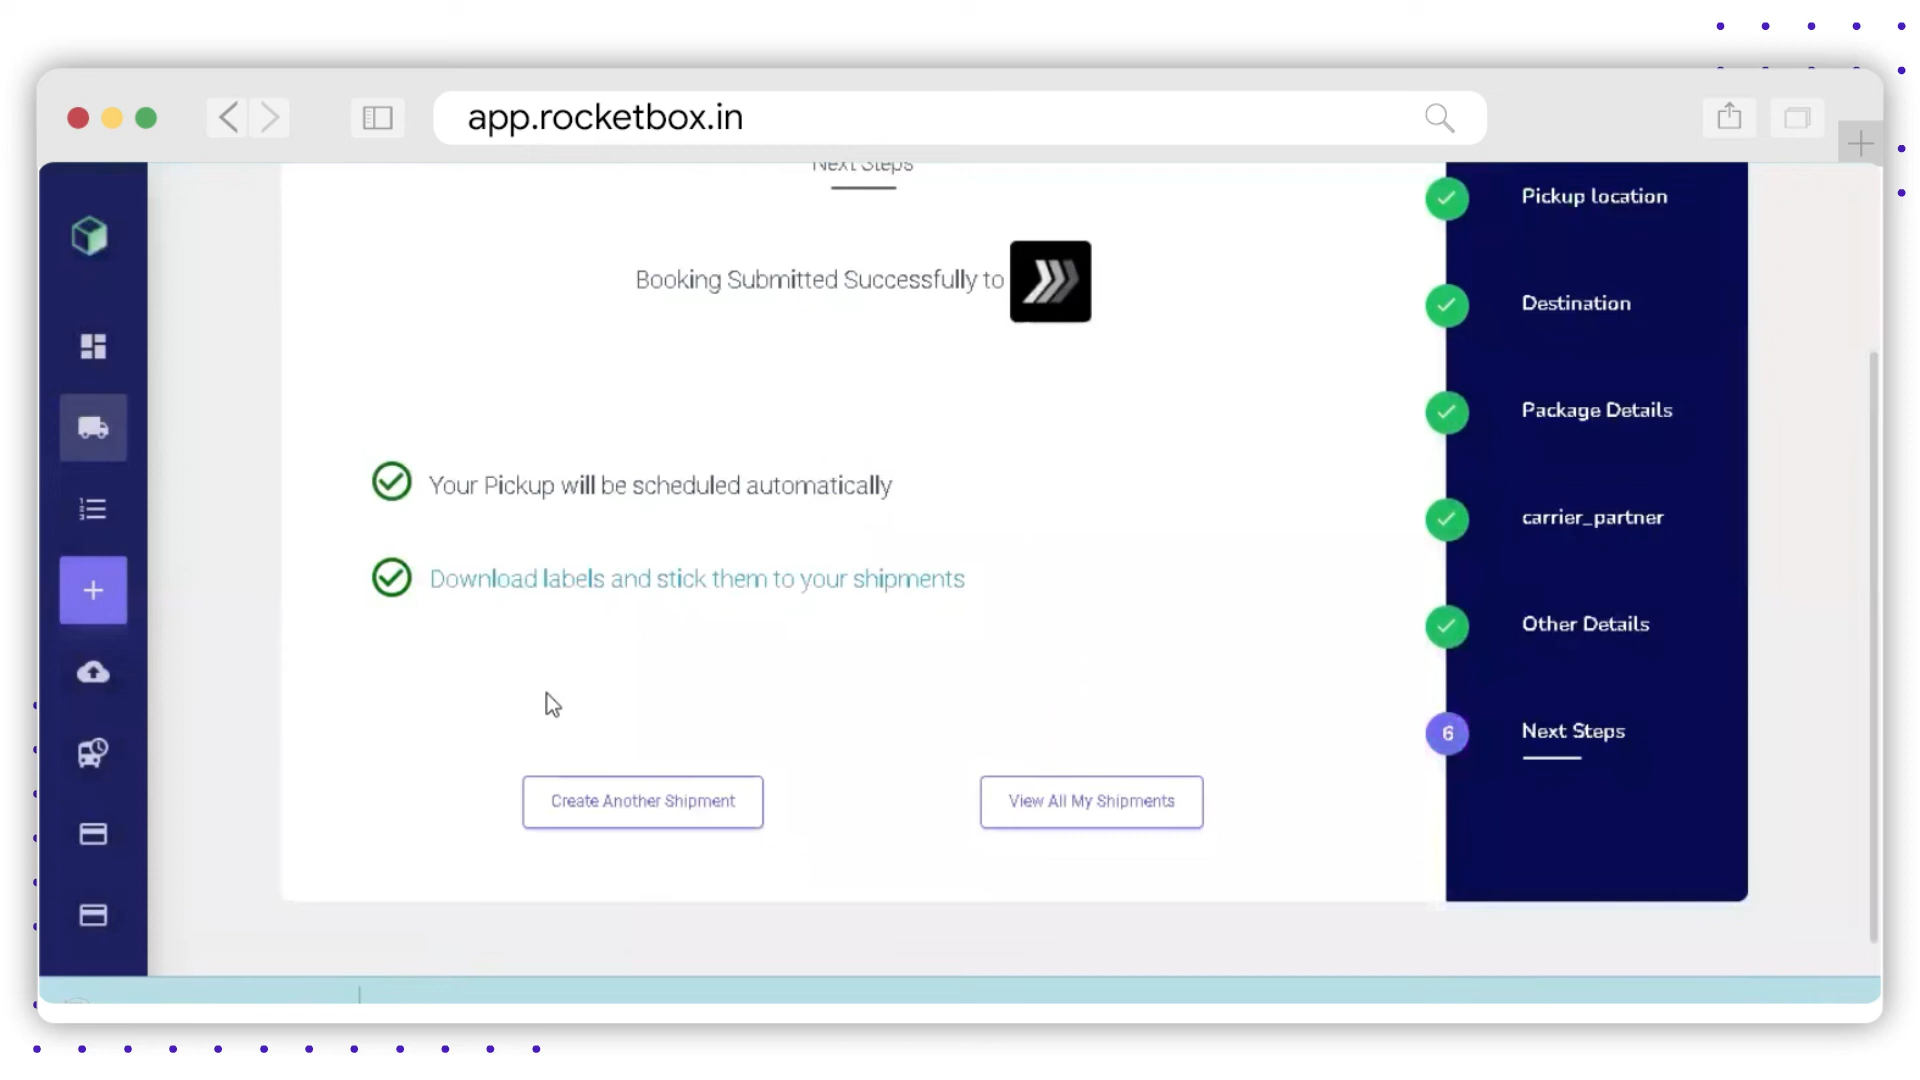 app.rocketbox.in
Next Steps
Booking Submitted Successfully to
Your Pickup will be scheduled automatically
Download labels and stick them to your shipments
Create Another Shipment
View All My Shipments
Pickup location
Destination
Package Details
carrier_partner
Other Details
6 Next Steps